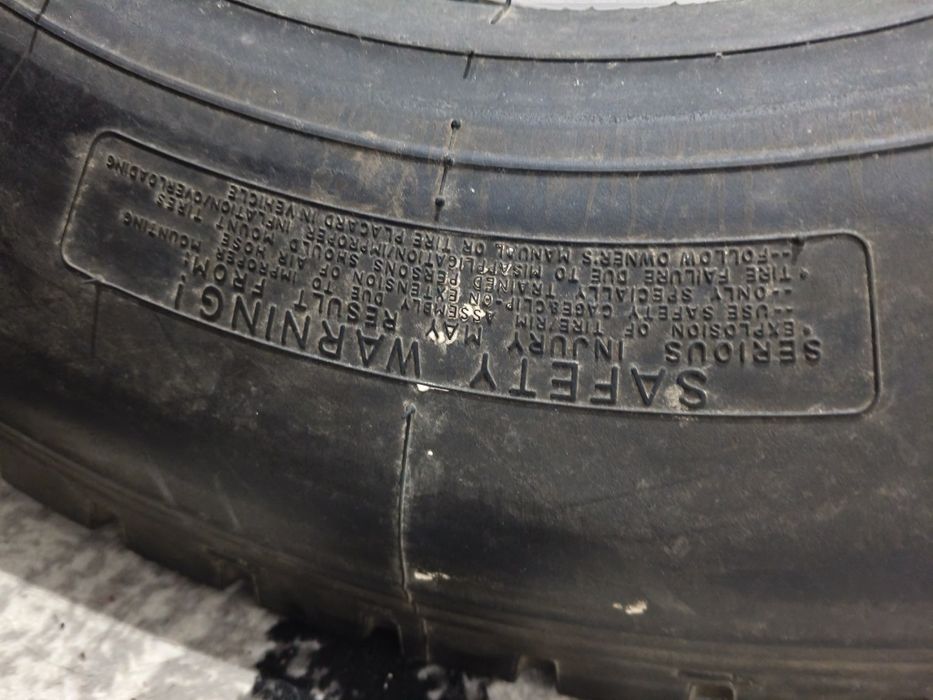 SAFETY WARNING!
SERIOUS INJURY MAY RESULT FROM:
* EXPLOSION OF TIRE/RIM ASSEMBLY DUE TO IMPROPER MOUNTING
-- USE SAFETY CAGE&CLIP-ON EXTENSION OF AIR HOSE
-- ONLY SPECIALLY TRAINED PERSONS SHOULD MOUNT TIRES
* TIRE FAILURE DUE TO MISAPPLIGATION/IMPROPER INFLATION/OVERLOADING
-- FOLLOW OWNER'S MANUAL OR TIRE PLACARD IN VEHICLE